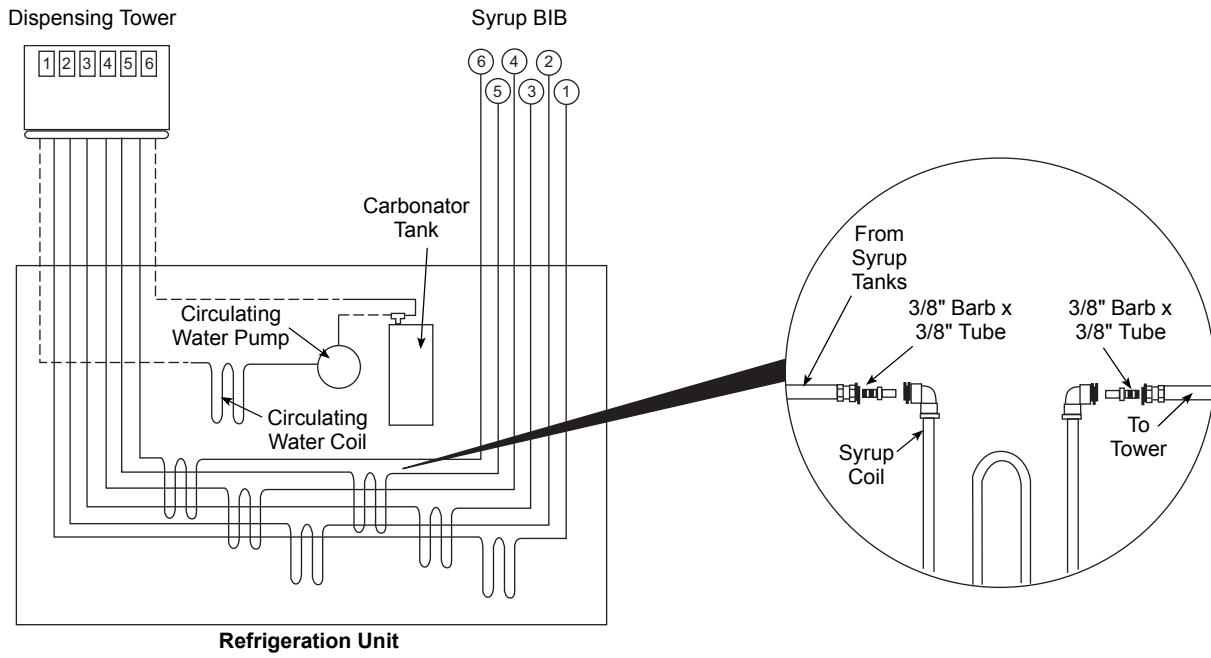 Dispensing Tower
Syrup BIB
1 2 3 4 5 6
6 4 2
5 3 1
Carbonator
Tank
Circulating
Water Pump
Circulating
Water Coil
Refrigeration Unit
From
Syrup
Tanks
3/8" Barb x
3/8" Tube
3/8" Barb x
3/8" Tube
Syrup
Coil
To
Tower